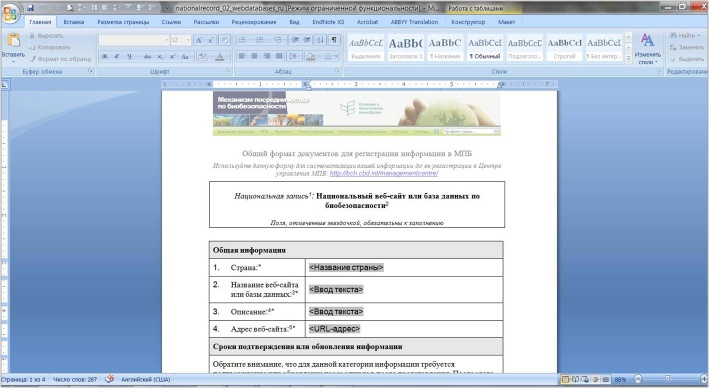 nationalrecord_02_webdatabases_ru [Режим ограниченной функциональности] - Mi...
Работа с таблицами
Главная Вставка Разметка страницы Ссылки Рассылки Рецензирование Вид EndNote X3 Acrobat ABBYY Translation Конструктор Макет
Вставить
Вырезать
Копировать
Формат по образцу
AaBbCcL AaBbC AaBbCc AaBbCcI AaBbCcI AaBbCcI AaBbCcI
Выделение Заголовок 1 ¶ Название ¶ Обычный Подзаголо... Строгий ¶ Без интер...
Изменить стили
Найти
Заменить
Выделить
Буфер обмена Шрифт Абзац Стили Редактирование
Механизм посредничества
по биобезопасности
Общий формат документов для регистрации информации в МПБ
Используйте данную форму для систематизации вашей информации до ее регистрации в Центре
управления МПБ. http://bch.cbd.int/managementcentre/
Национальная запись1: Национальный веб-сайт или база данных по
биобезопасности2
Поля, отмеченные звездочкой, обязательны к заполнению
Общая информация
1. Страна:* <Название страны>
2. Название веб-сайта
или базы данных:3* <Ввод текста>
3. Описание:4* <Ввод текста>
4. Адрес веб-сайта:5* <URL-адрес>
Сроки подтверждения или обновления информации
Обратите внимание, что для данной категории информации требуется
Страница: 1 из 4 Число слов: 287 Английский (США) 88%